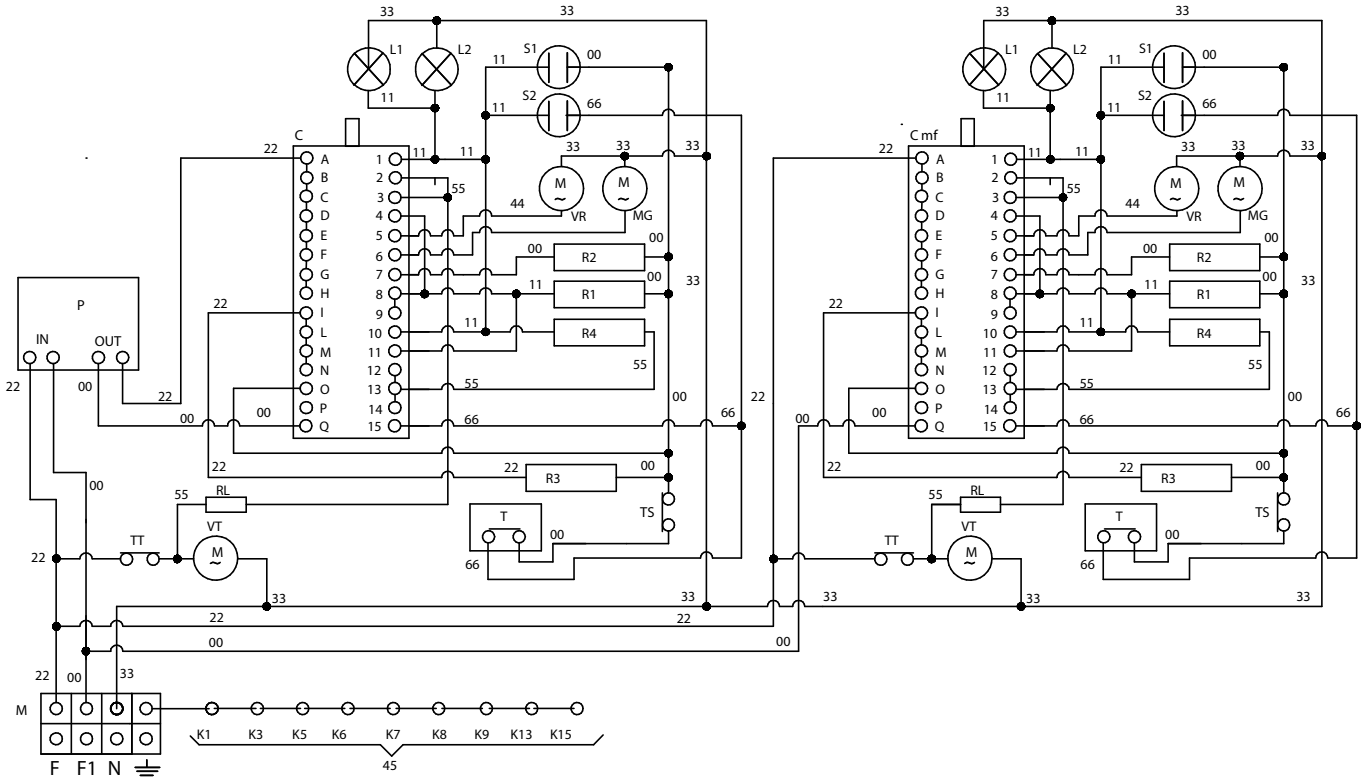 33 33 33 33
L1 L2 S1 00 L1 L2 S1 00
11 11
S2 66 S2 66
11 11 11 11
C C mf
22 A 1 11 11 33 33 33 22 A 1 11 11 33 33 33
B 2 B 2
C 3 55 M ~ M ~ C 3 55 M ~ M ~
D 4 44 VR MG D 4 44 VR MG
E 5 E 5
F 6 00 R2 00 F 6 00 R2 00
G 7 G 7
H 8 11 R1 00 33 H 8 11 R1 00 33
P
22 I 9 22 I 9
IN OUT
L 10 11 R4 L 10 11 R4
M 11 M 11
N 12 55 N 12 55
22 00 22 O 13 55 00 22 O 13 55 00
P 14 P 14
00 00 Q 15 66 66 00 00 Q 15 66 66
22 22 R3 00 22 22 R3 00
00 55 RL 55 RL
T TS T TS
VT VT
22 TT M ~ 00 TT M ~ 00
66 66
33 33 33 33 33
22 22
00 00
22 00 33
M
K1 K3 K5 K6 K7 K8 K9 K13 K15
45
F F1 N